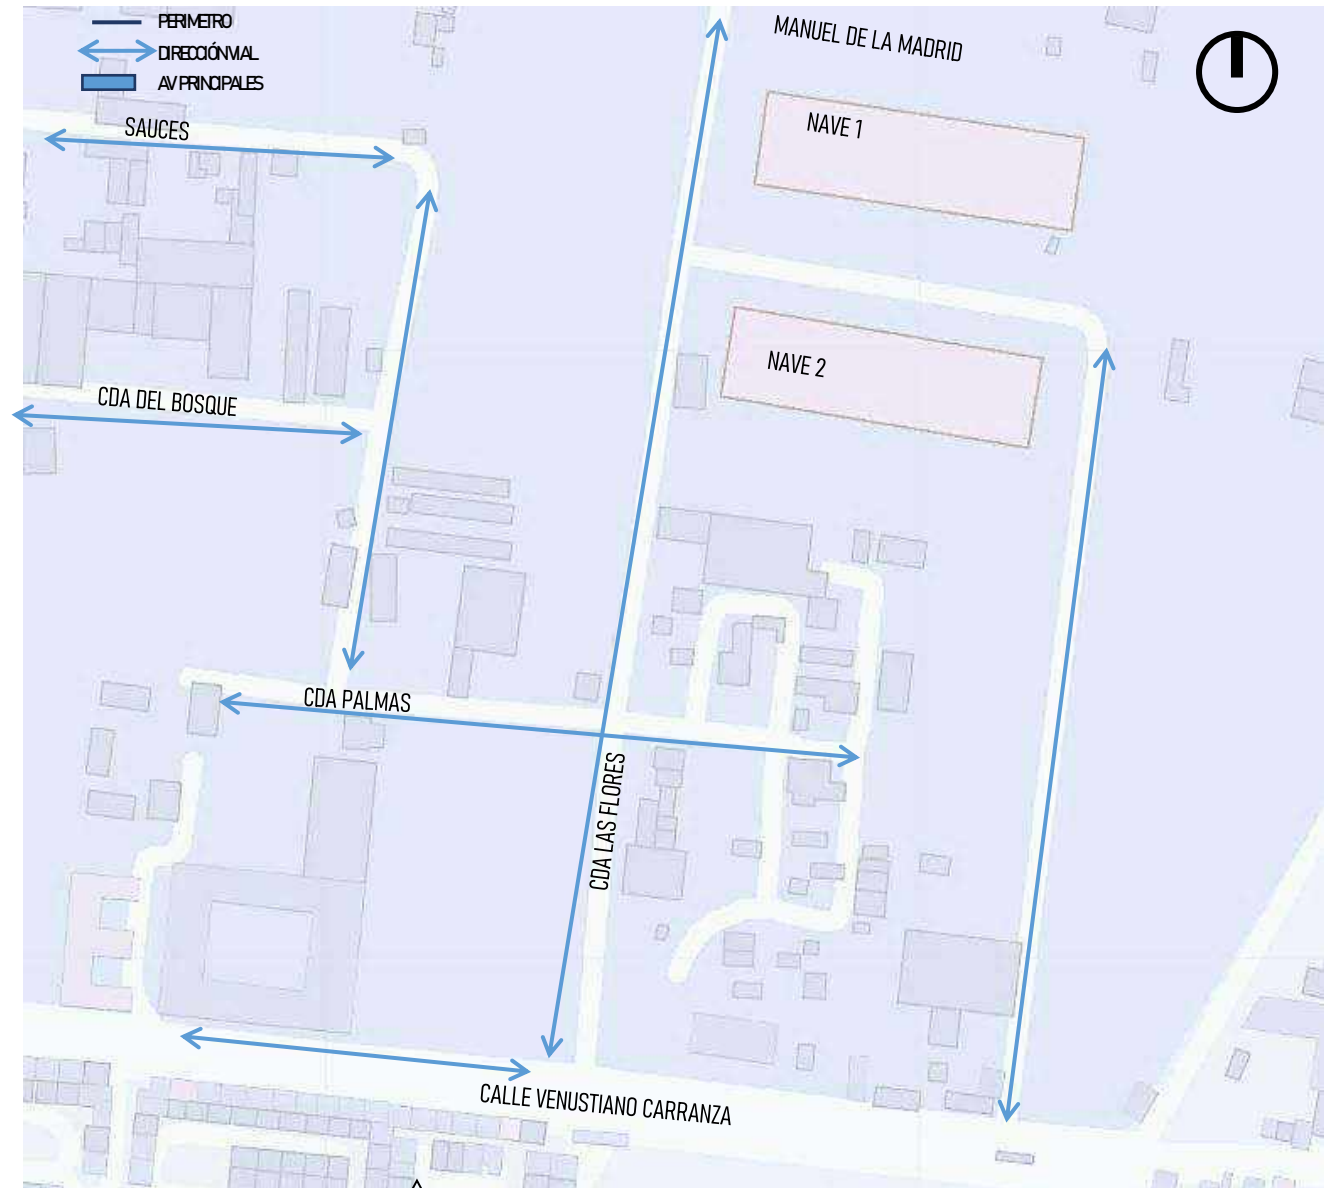 PERIMETRO
DIRECCIÓN VIAL
AV PRINCIPALES
MANUEL DE LA MADRID
SAUCES
NAVE 1
NAVE 2
CDA DEL BOSQUE
CDA PALMAS
CDA LAS FLORES
CALLE VENUSTIANO CARRANZA